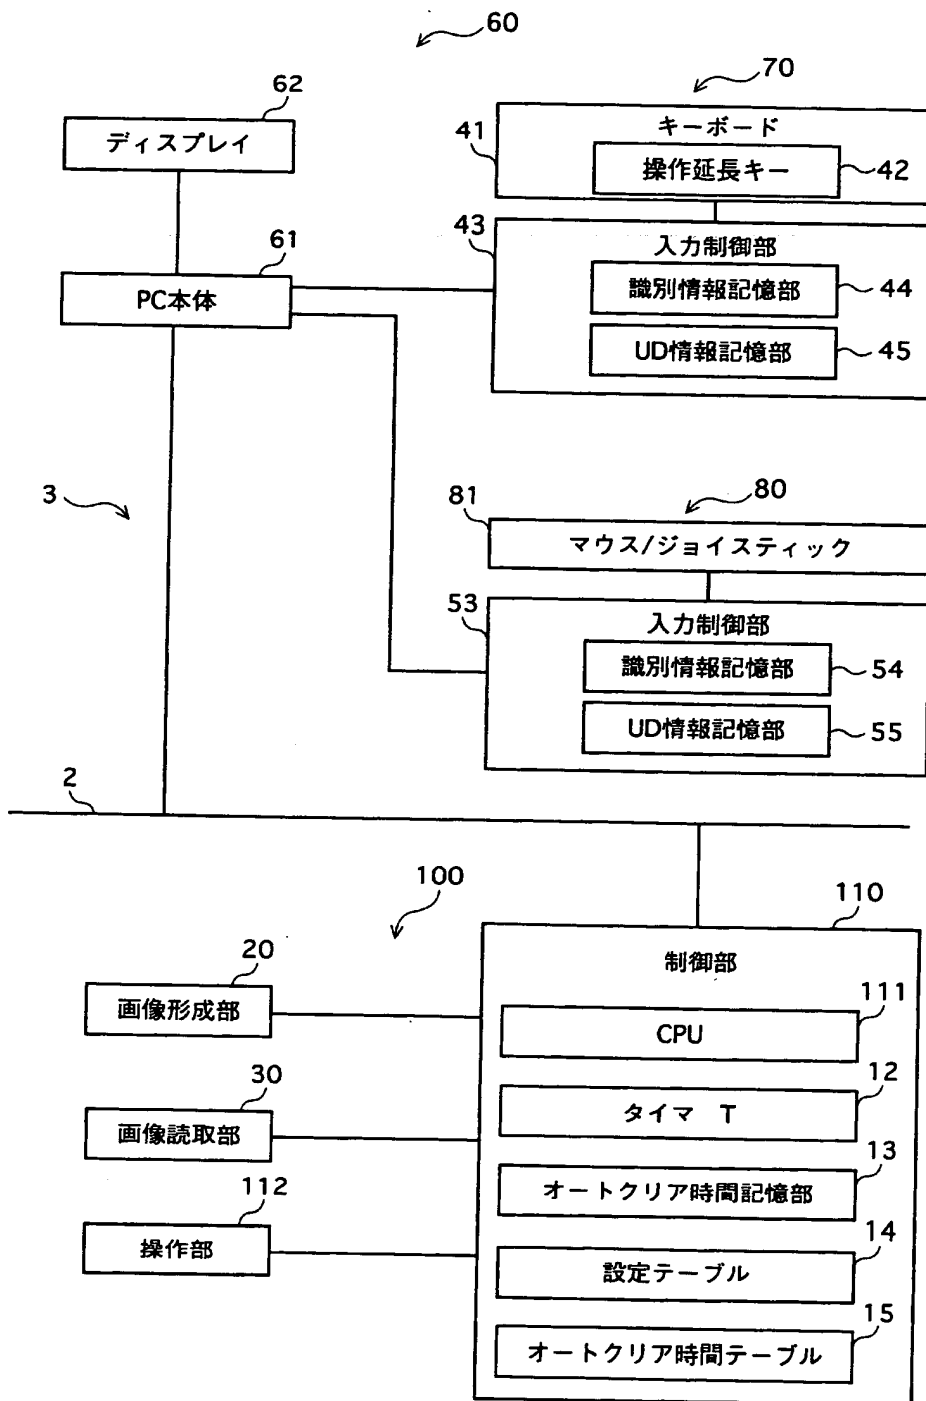 60
70
62
ディスプレイ
41
キーボード
操作延長キー
42
43
入力制御部
61
PC本体
識別情報記憶部
44
UD情報記憶部
45
3
81
80
マウス/ジョイスティック
53
入力制御部
識別情報記憶部
54
UD情報記憶部
55
2
100
110
制御部
20
画像形成部
111
CPU
30
画像読取部
12
タイマ T
112
操作部
13
オートクリア時間記憶部
14
設定テーブル
15
オートクリア時間テーブル